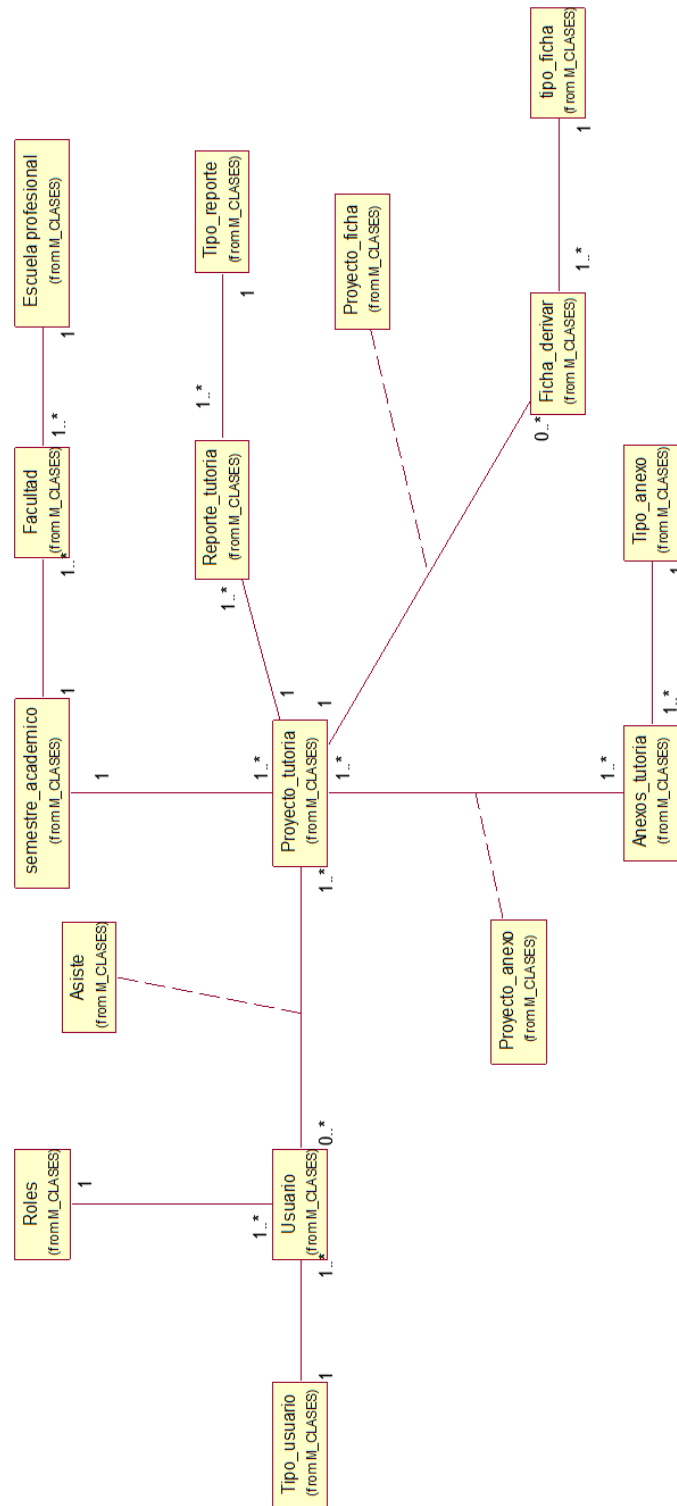 Roles
(from M_CLASES)
semestre_academico
(from M_CLASES)
Facultad
(from M_CLASES)
Escuela profesional
(from M_CLASES)
1
1
1..*
1..*
1
Asiste
(from M_CLASES)
1
Reporte_tutoria
(from M_CLASES)
1..*
Tipo_reporte
(from M_CLASES)
1..*
1
1..*
1..*
1
Tipo_usuario
(from M_CLASES)
Usuario
(from M_CLASES)
Proyecto_tutoria
(from M_CLASES)
1
1..*
0..*
1..*
1..*
1
Proyecto_ficha
(from M_CLASES)
Proyecto_anexo
(from M_CLASES)
0..*
Ficha_derivar
(from M_CLASES)
tipo_ficha
(from M_CLASES)
1..*
1
1..*
Anexos_tutoria
(from M_CLASES)
Tipo_anexo
(from M_CLASES)
1..*
1